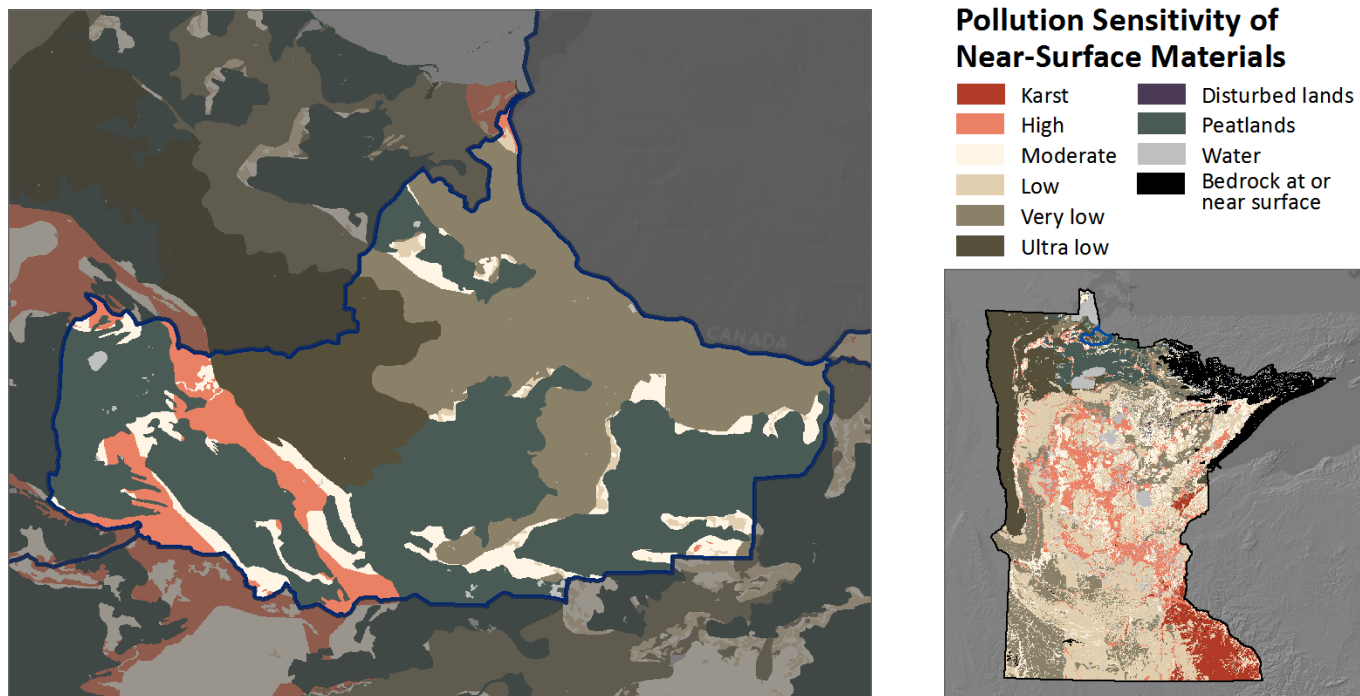 Pollution Sensitivity of
Near-Surface Materials
Karst
High
Moderate
Low
Very low
Ultra low
Disturbed lands
Peatlands
Water
Bedrock at or
near surface
CANADA